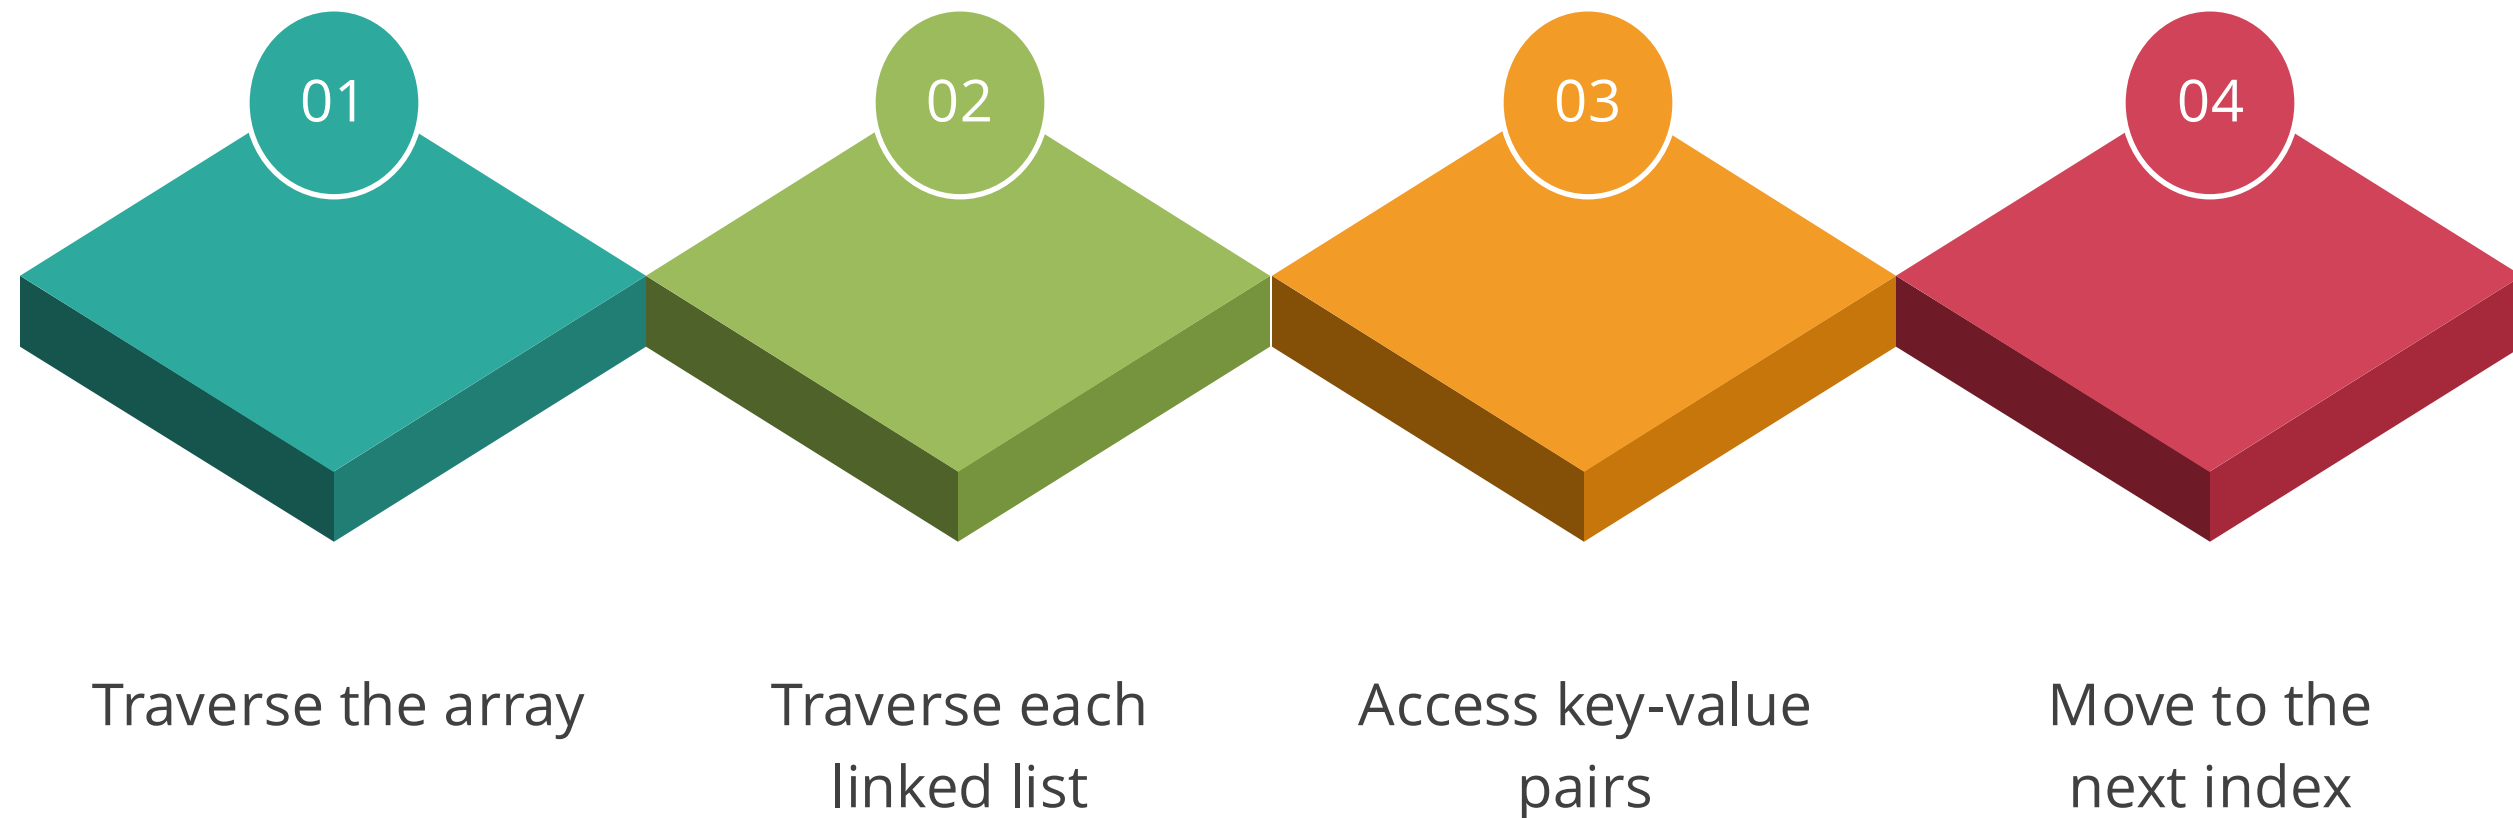 01
02
03
04
Traverse the array
Traverse each
linked list
Access key-value
pairs
Move to the
next index